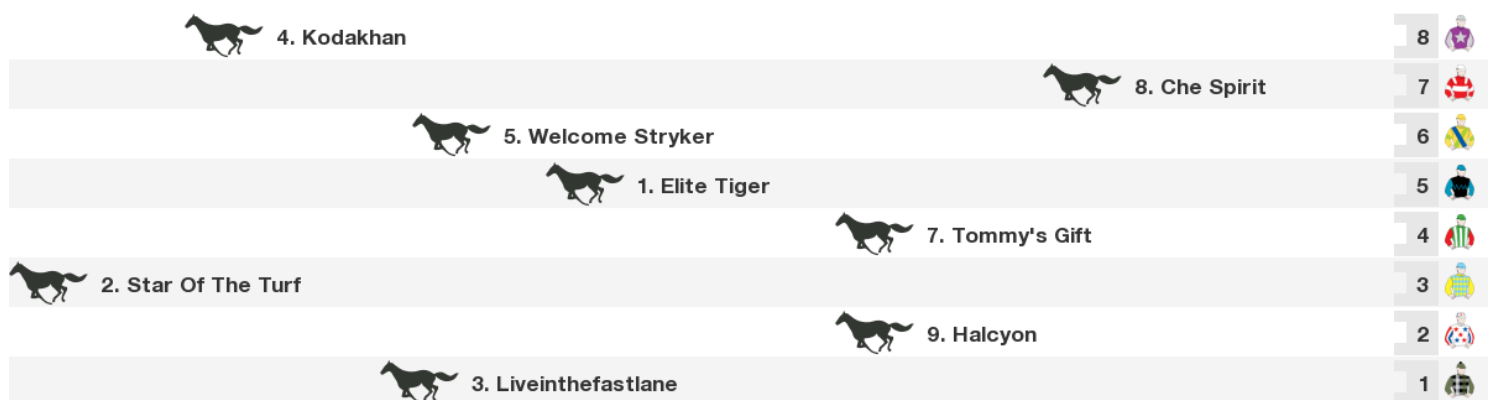 4. Kodakhan 8
8. Che Spirit 7
5. Welcome Stryker 6
1. Elite Tiger 5
7. Tommy's Gift 4
2. Star Of The Turf 3
9. Halcyon 2
3. Liveinthefastlane 1